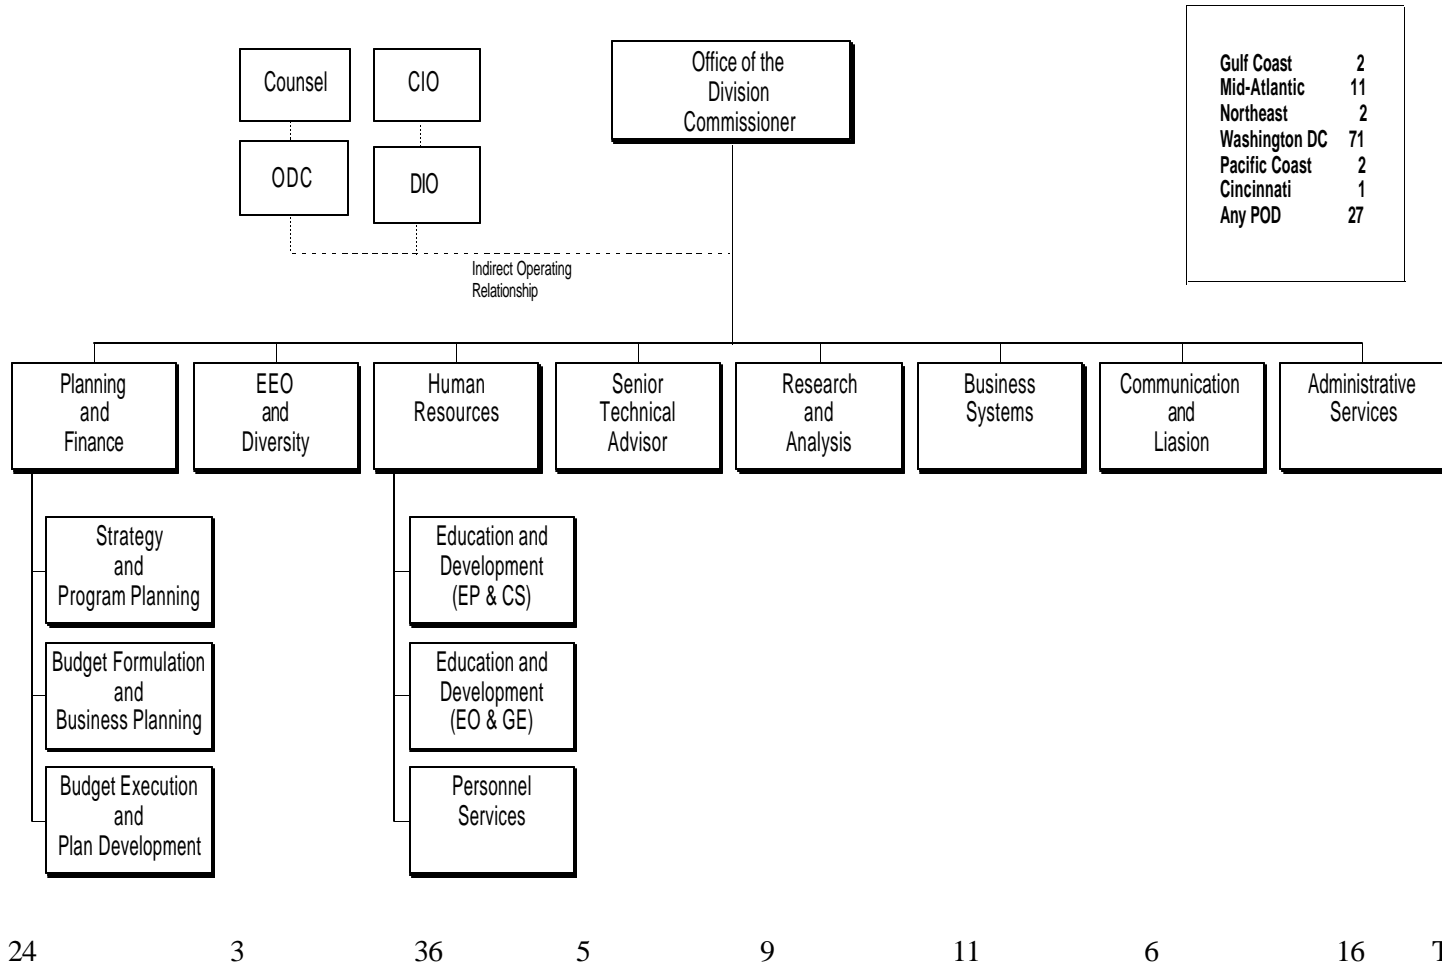 Counsel
CIO
ODC
DIO
Office of the
Division
Commissioner
Gulf Coast 2
Mid-Atlantic 11
Northeast 2
Washington DC 71
Pacific Coast 2
Cincinnati 1
Any POD 27
Indirect Operating
Relationship
Planning
and
Finance
EEO
and
Diversity
Human
Resources
Senior
Technical
Advisor
Research
and
Analysis
Business
Systems
Communication
and
Liasion
Administrative
Services
Strategy
and
Program Planning
Budget Formulation
and
Business Planning
Budget Execution
and
Plan Development
Education and
Development
(EP & CS)
Education and
Development
(EO & GE)
Personnel
Services
24 3 36 5 9 11 6 16